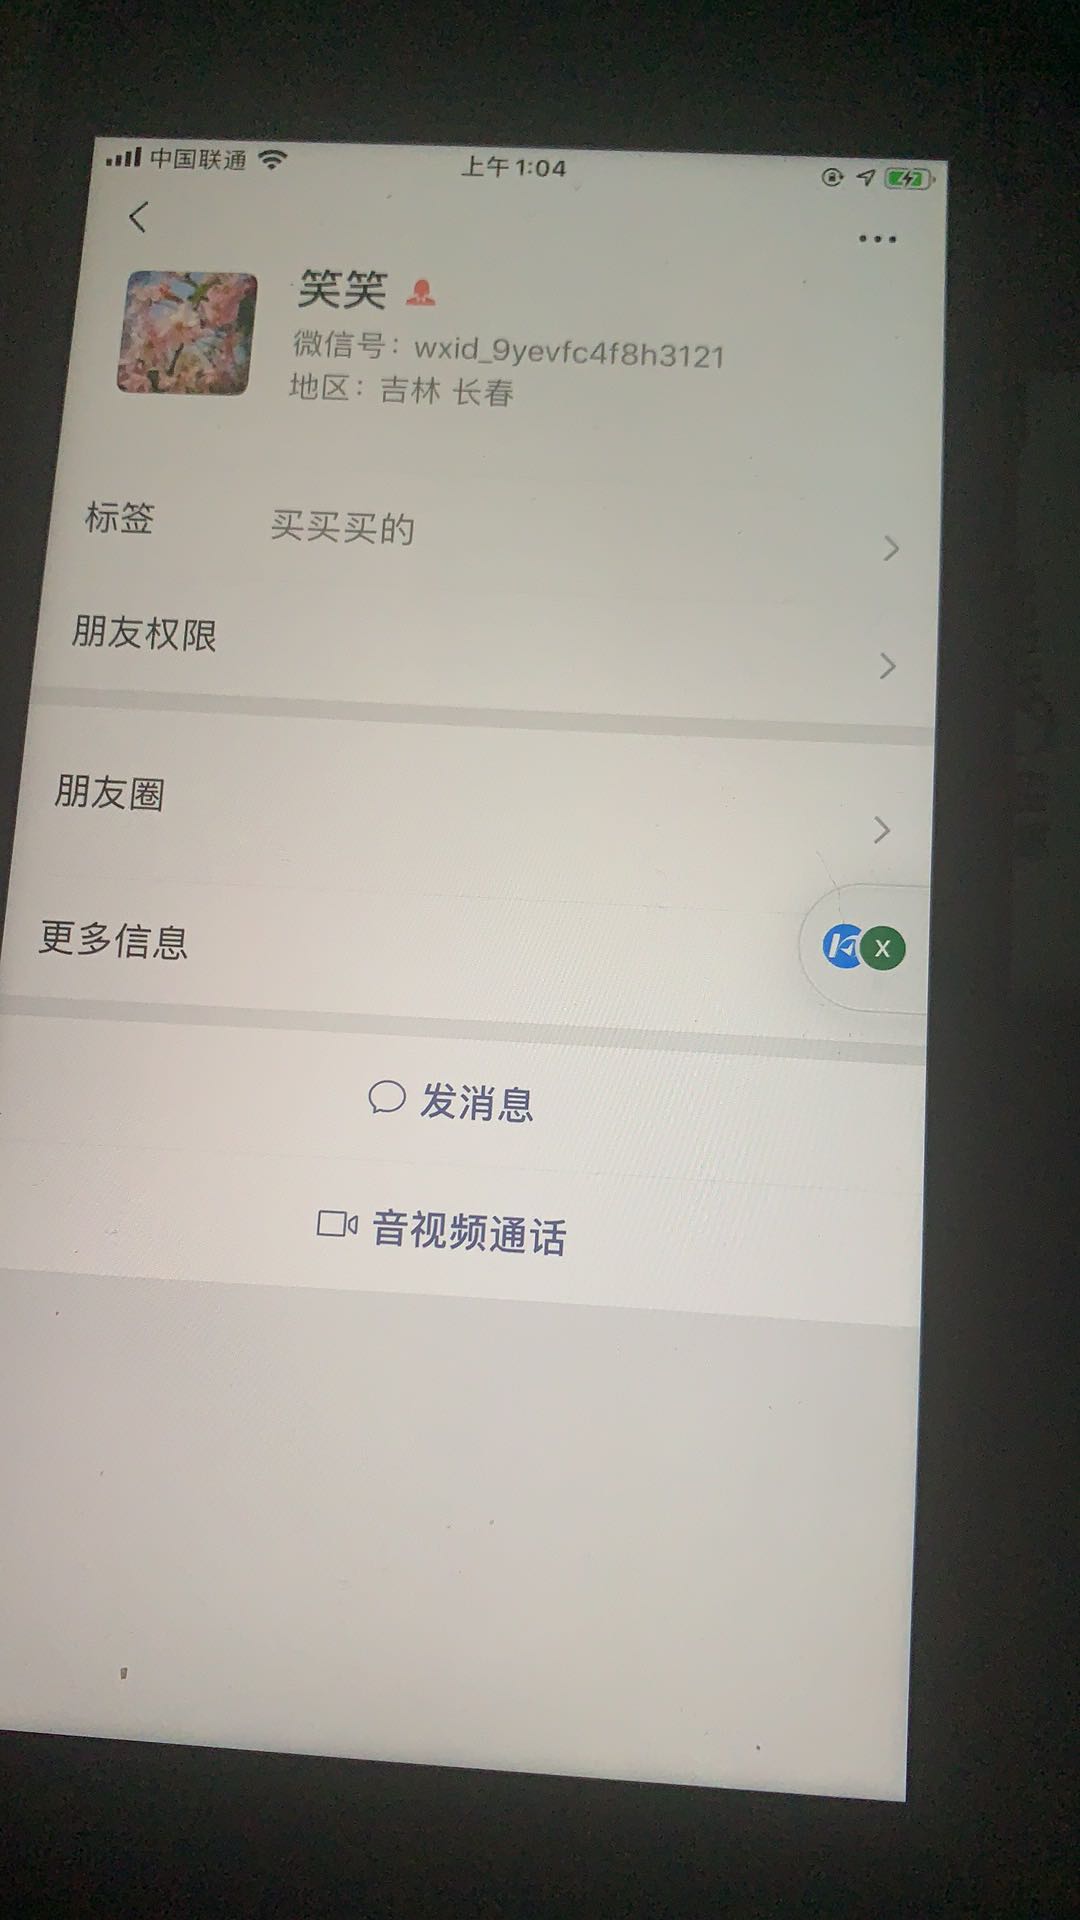 中国联通
上午1:04
笑笑
微信号：wxid_9yevfc4f8h3121
地区：吉林 长春
标签 买买买的
朋友权限
朋友圈
更多信息
X
发消息
音视频通话